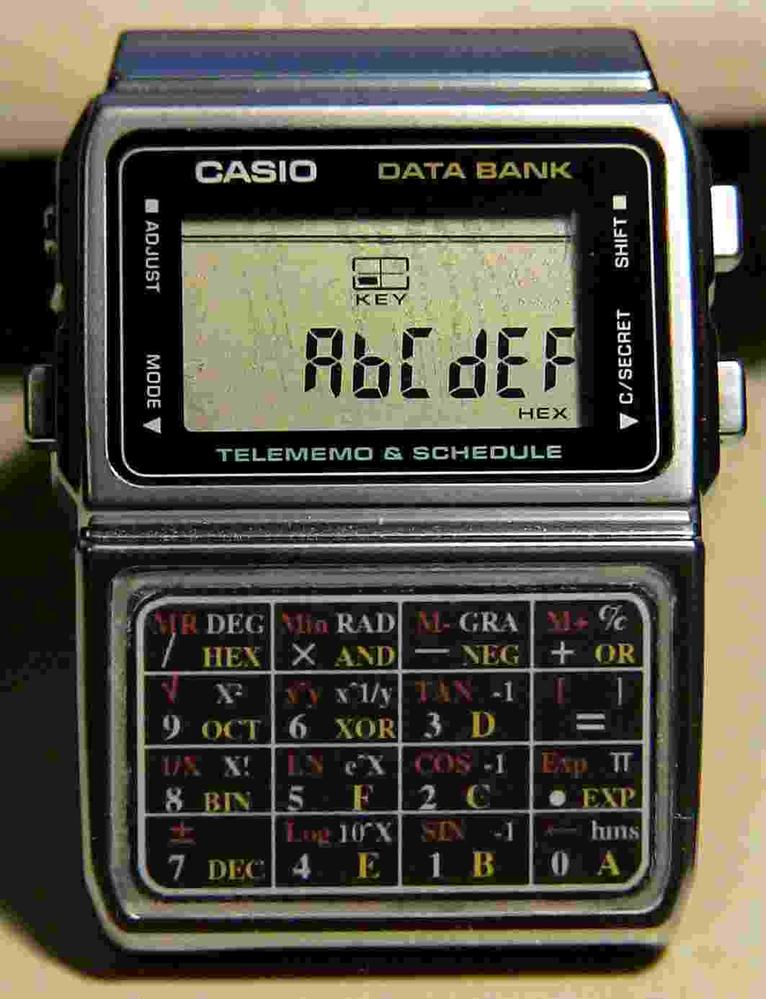 CASIO DATA BANK
ADJUST
SHIFT
KEY
MODE
C/SECRET
AbCdEF
HEX
TELEMEMO & SCHEDULE
MR DEG Min RAD M- GRA M+ %
/ HEX × AND — NEG + OR
√ X² x^y x^1/y TAN -1 [ ]
9 OCT 6 XOR 3 D =
1/X X! LN e^X COS -1 Exp π
8 BIN 5 F 2 C • EXP
± Log 10^X SIN -1 ← hms
7 DEC 4 E 1 B 0 A